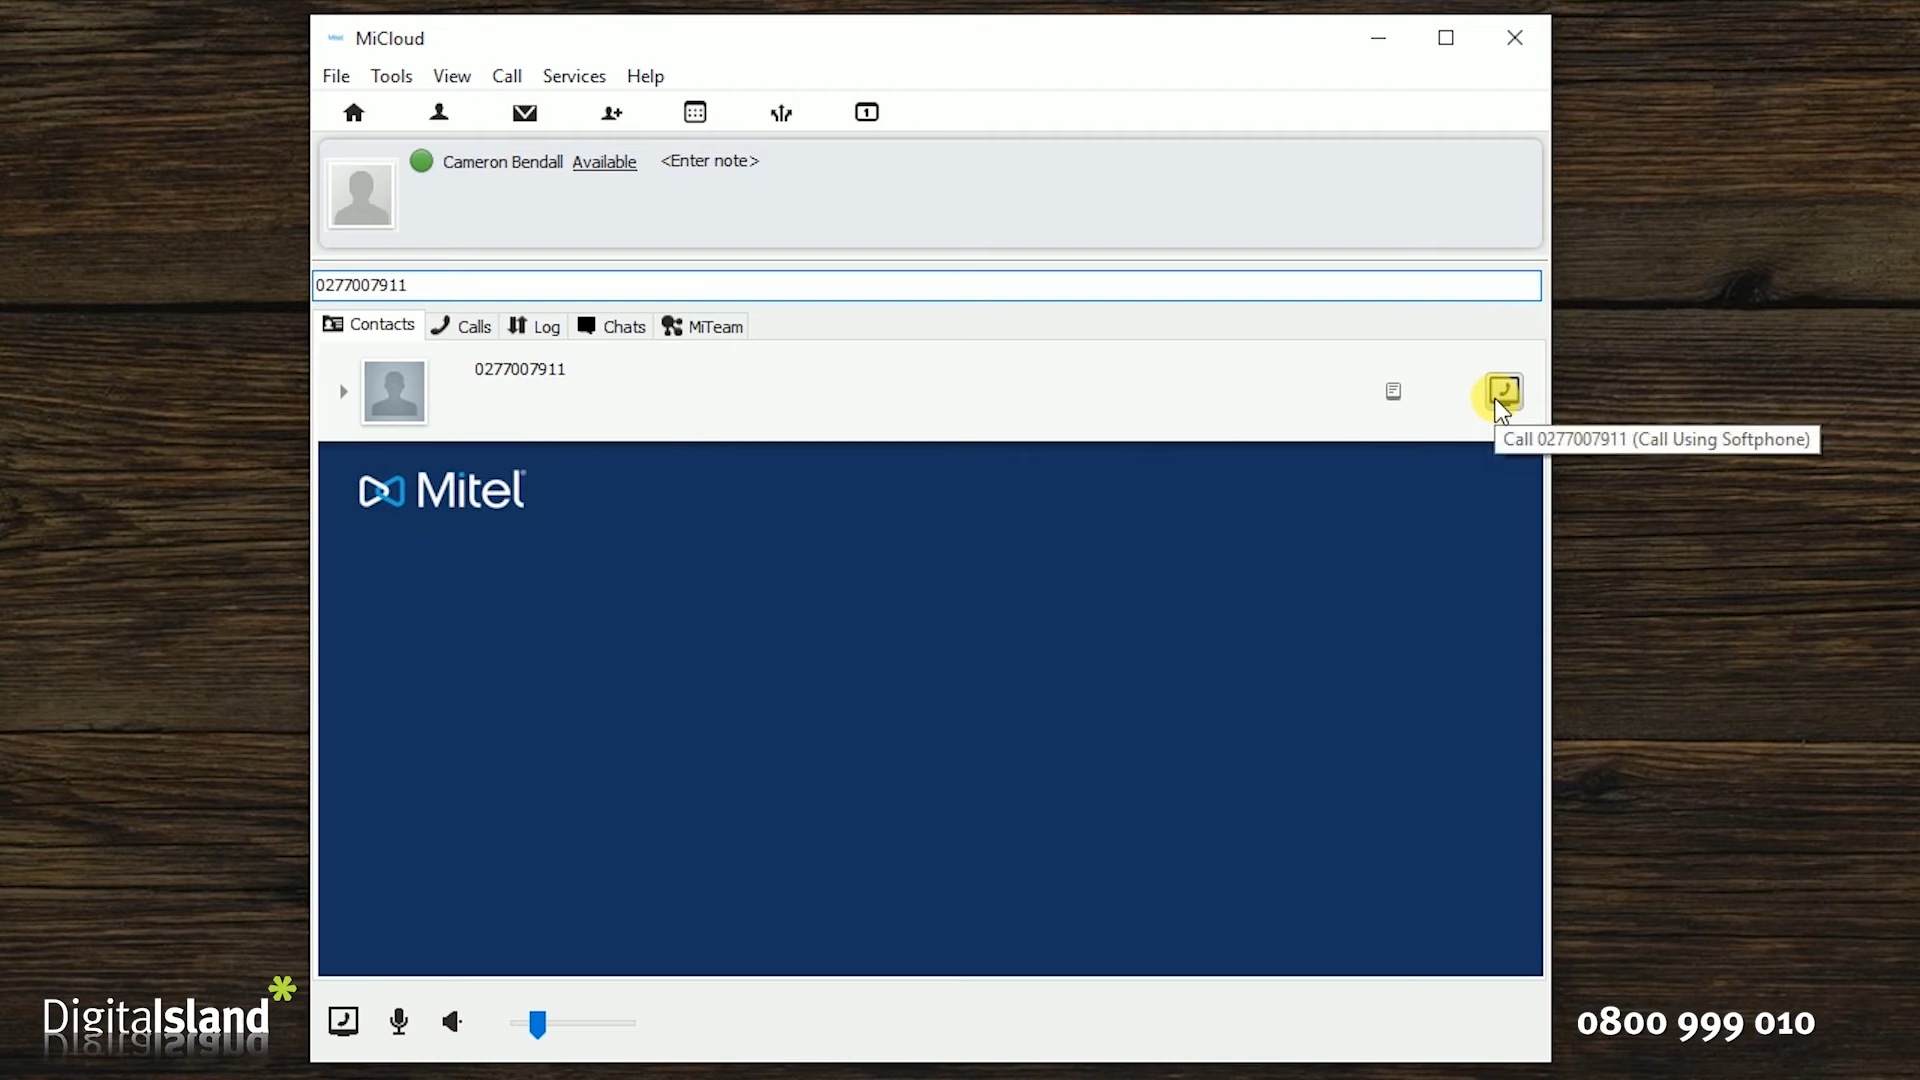 MiCloud
File Tools View Call Services Help
Cameron Bendall Available <Enter note>
0277007911
Contacts Calls Log Chats MiTeam
0277007911
Call 0277007911 (Call Using Softphone)
Mitel
DigitalIsland
0800 999 010